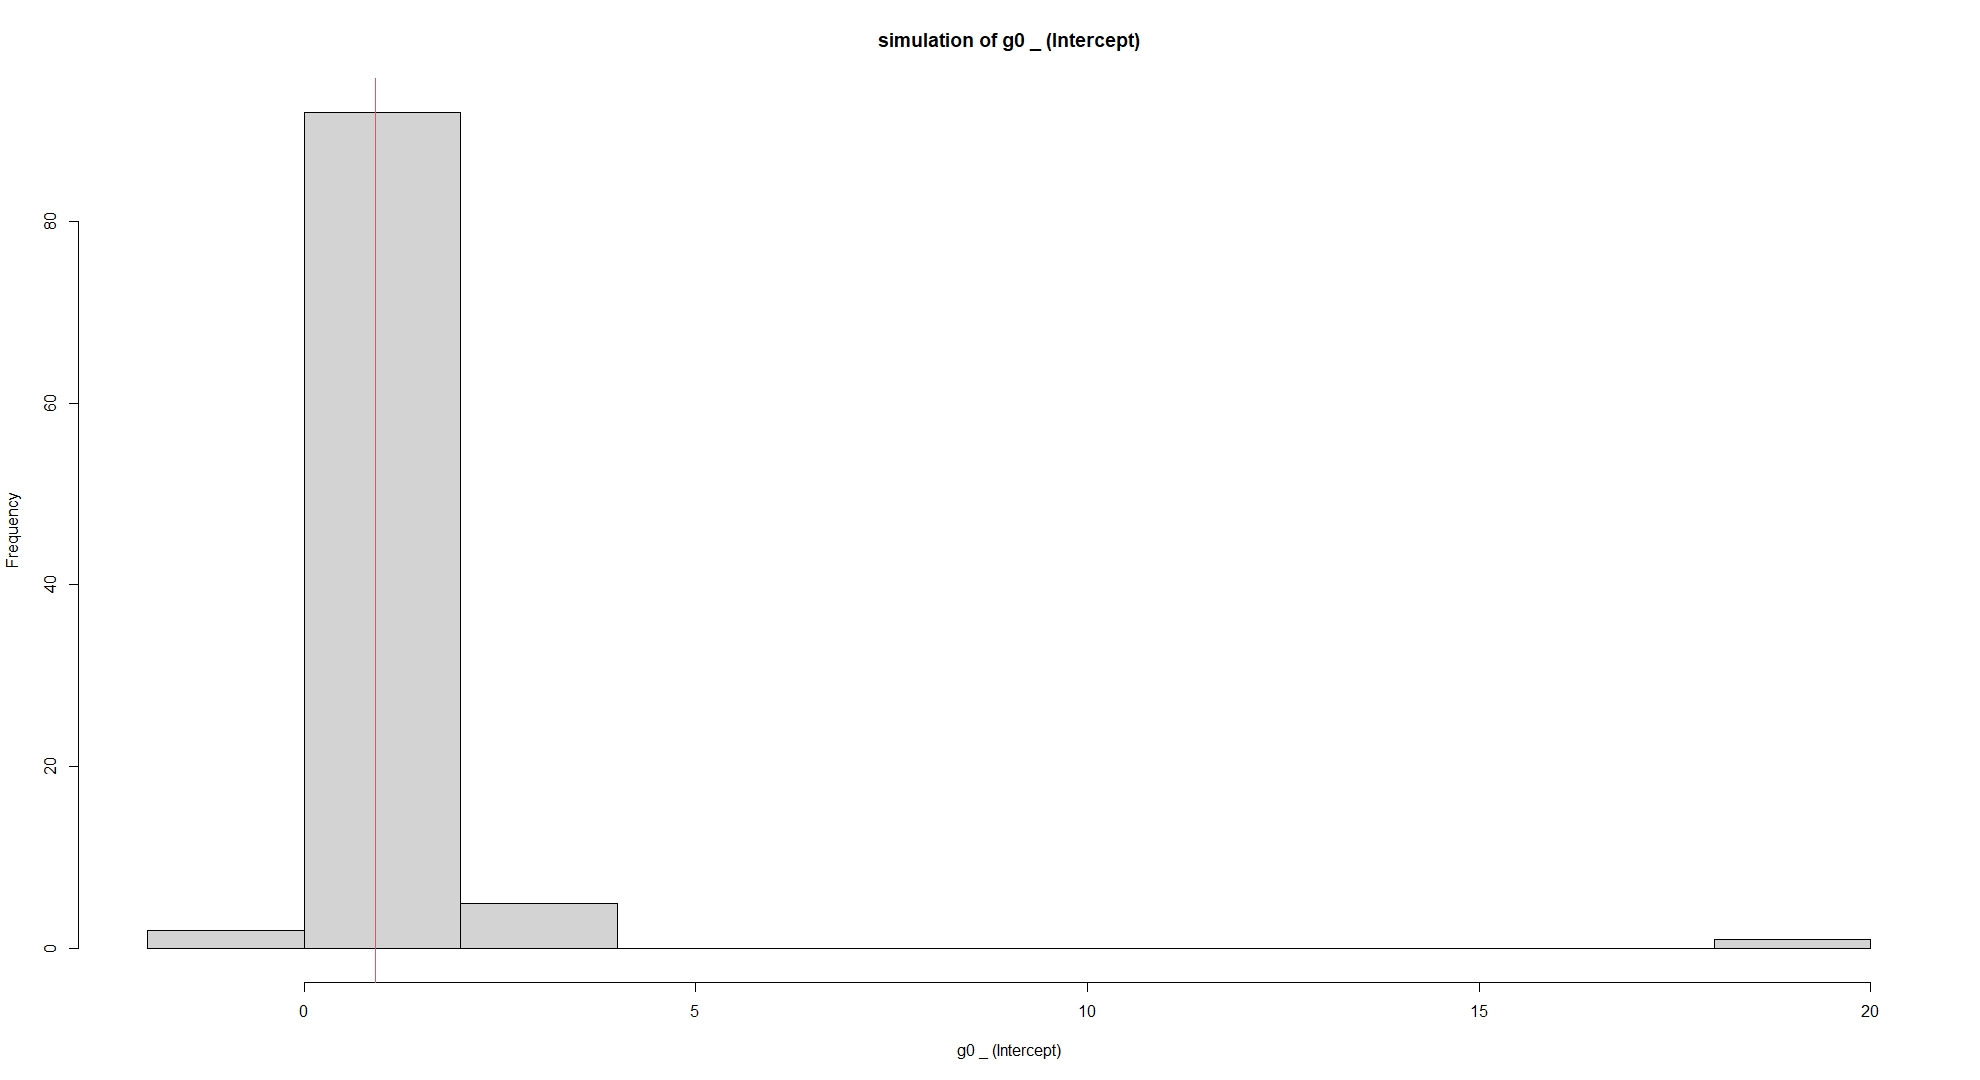 simulation of g0 _ (Intercept)
Frequency
80
60
40
20
0
0 5 10 15 20
g0 _ (Intercept)